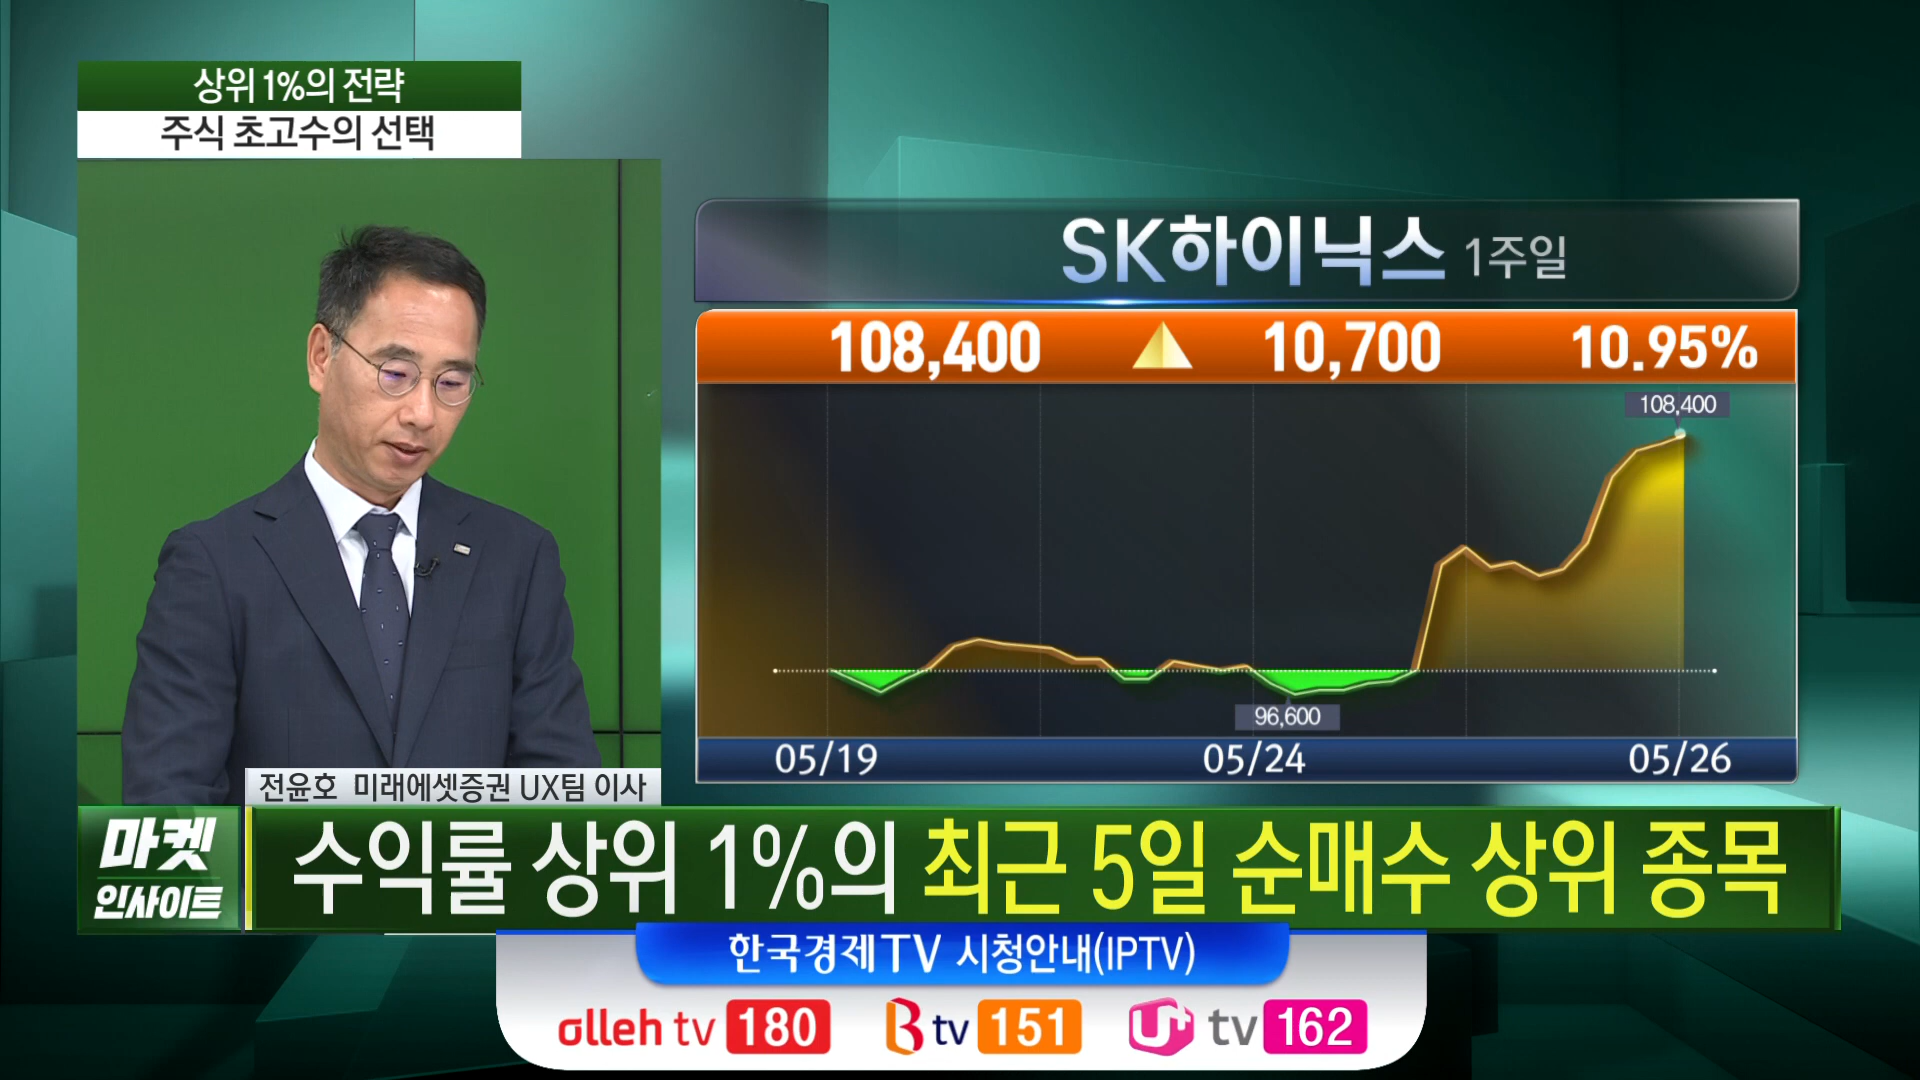 상위 1%의 전략
주식 초고수의 선택
SK하이닉스 1주일
108,400 10,700 10.95%
108,400
96,600
05/19 05/24 05/26
전윤호 미래에셋증권 UX팀 이사
마켓
인사이트
수익률 상위 1%의 최근 5일 순매수 상위 종목
한국경제TV 시청안내(IPTV)
olleh tv 180 B tv 151 U+ tv 162